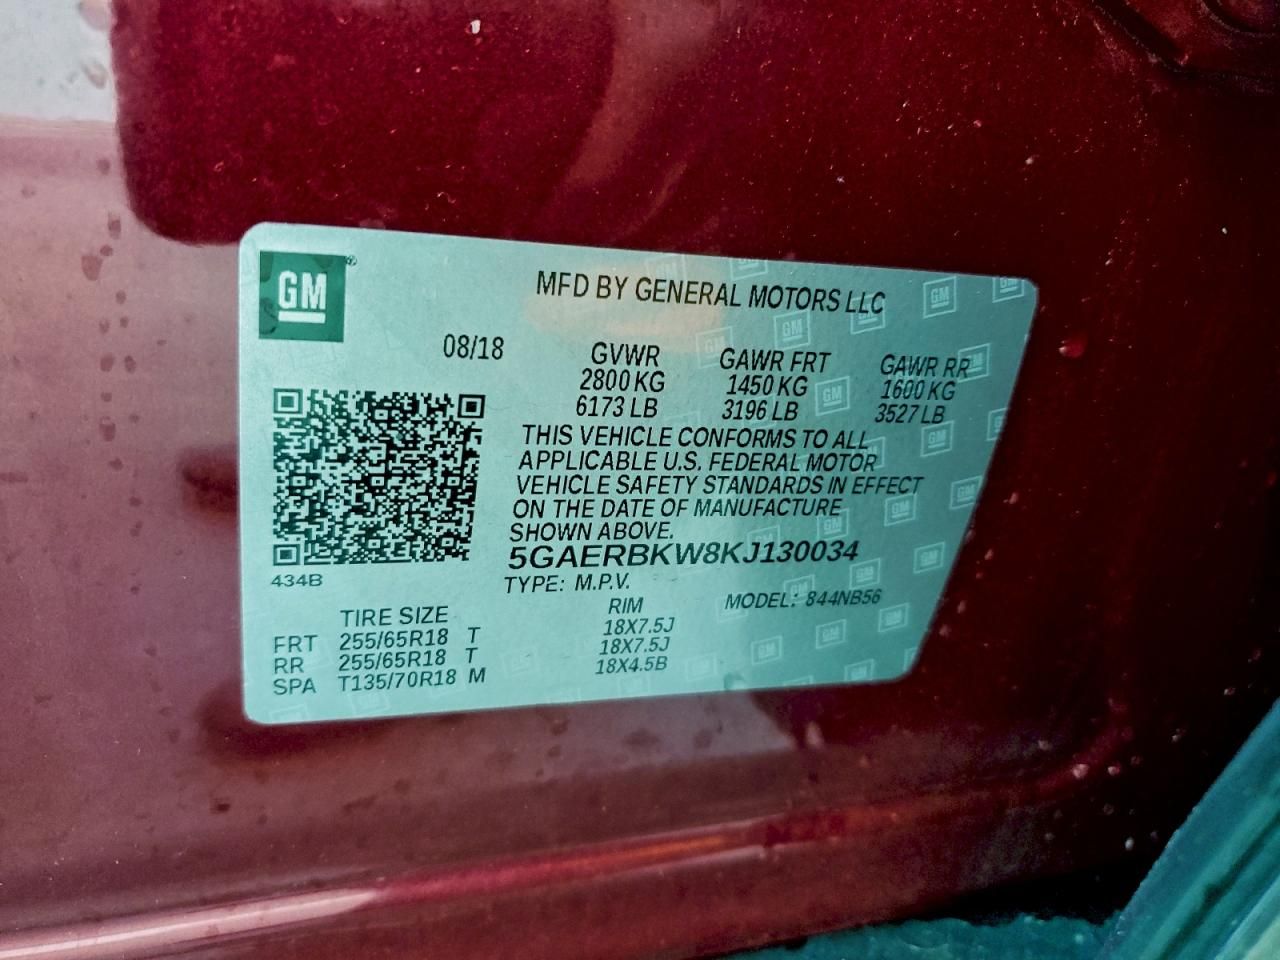 GM®
MFD BY GENERAL MOTORS LLC
08/18 GVWR GAWR FRT GAWR RR
2800 KG 1450 KG 1600 KG
6173 LB 3196 LB 3527 LB
THIS VEHICLE CONFORMS TO ALL
APPLICABLE U.S. FEDERAL MOTOR
VEHICLE SAFETY STANDARDS IN EFFECT
ON THE DATE OF MANUFACTURE
SHOWN ABOVE.
5GAERBKW8KJ130034
434B
TYPE: M.P.V. MODEL: 844NB56
TIRE SIZE RIM
FRT 255/65R18 T 18X7.5J
RR 255/65R18 T 18X7.5J
SPA T135/70R18 M 18X4.5B